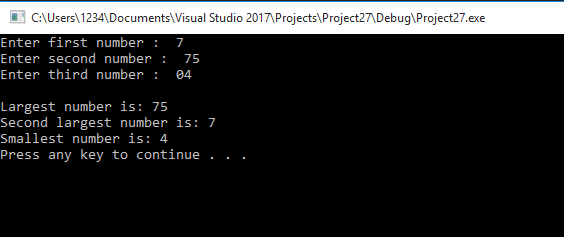 C:\Users\1234\Documents\Visual Studio 2017\Projects\Project27\Debug\Project27.exe
Enter first number :  7
Enter second number :  75
Enter third number :  04
Largest number is: 75
Second largest number is: 7
Smallest number is: 4
Press any key to continue . . .